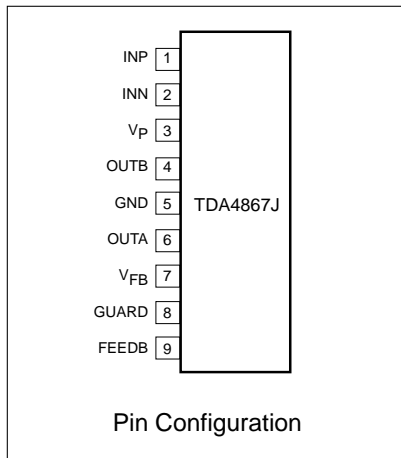 INP 1
INN 2
VP 3
OUTB 4
GND 5
TDA4867J
OUTA 6
VFB 7
GUARD 8
FEEDB 9
Pin Configuration